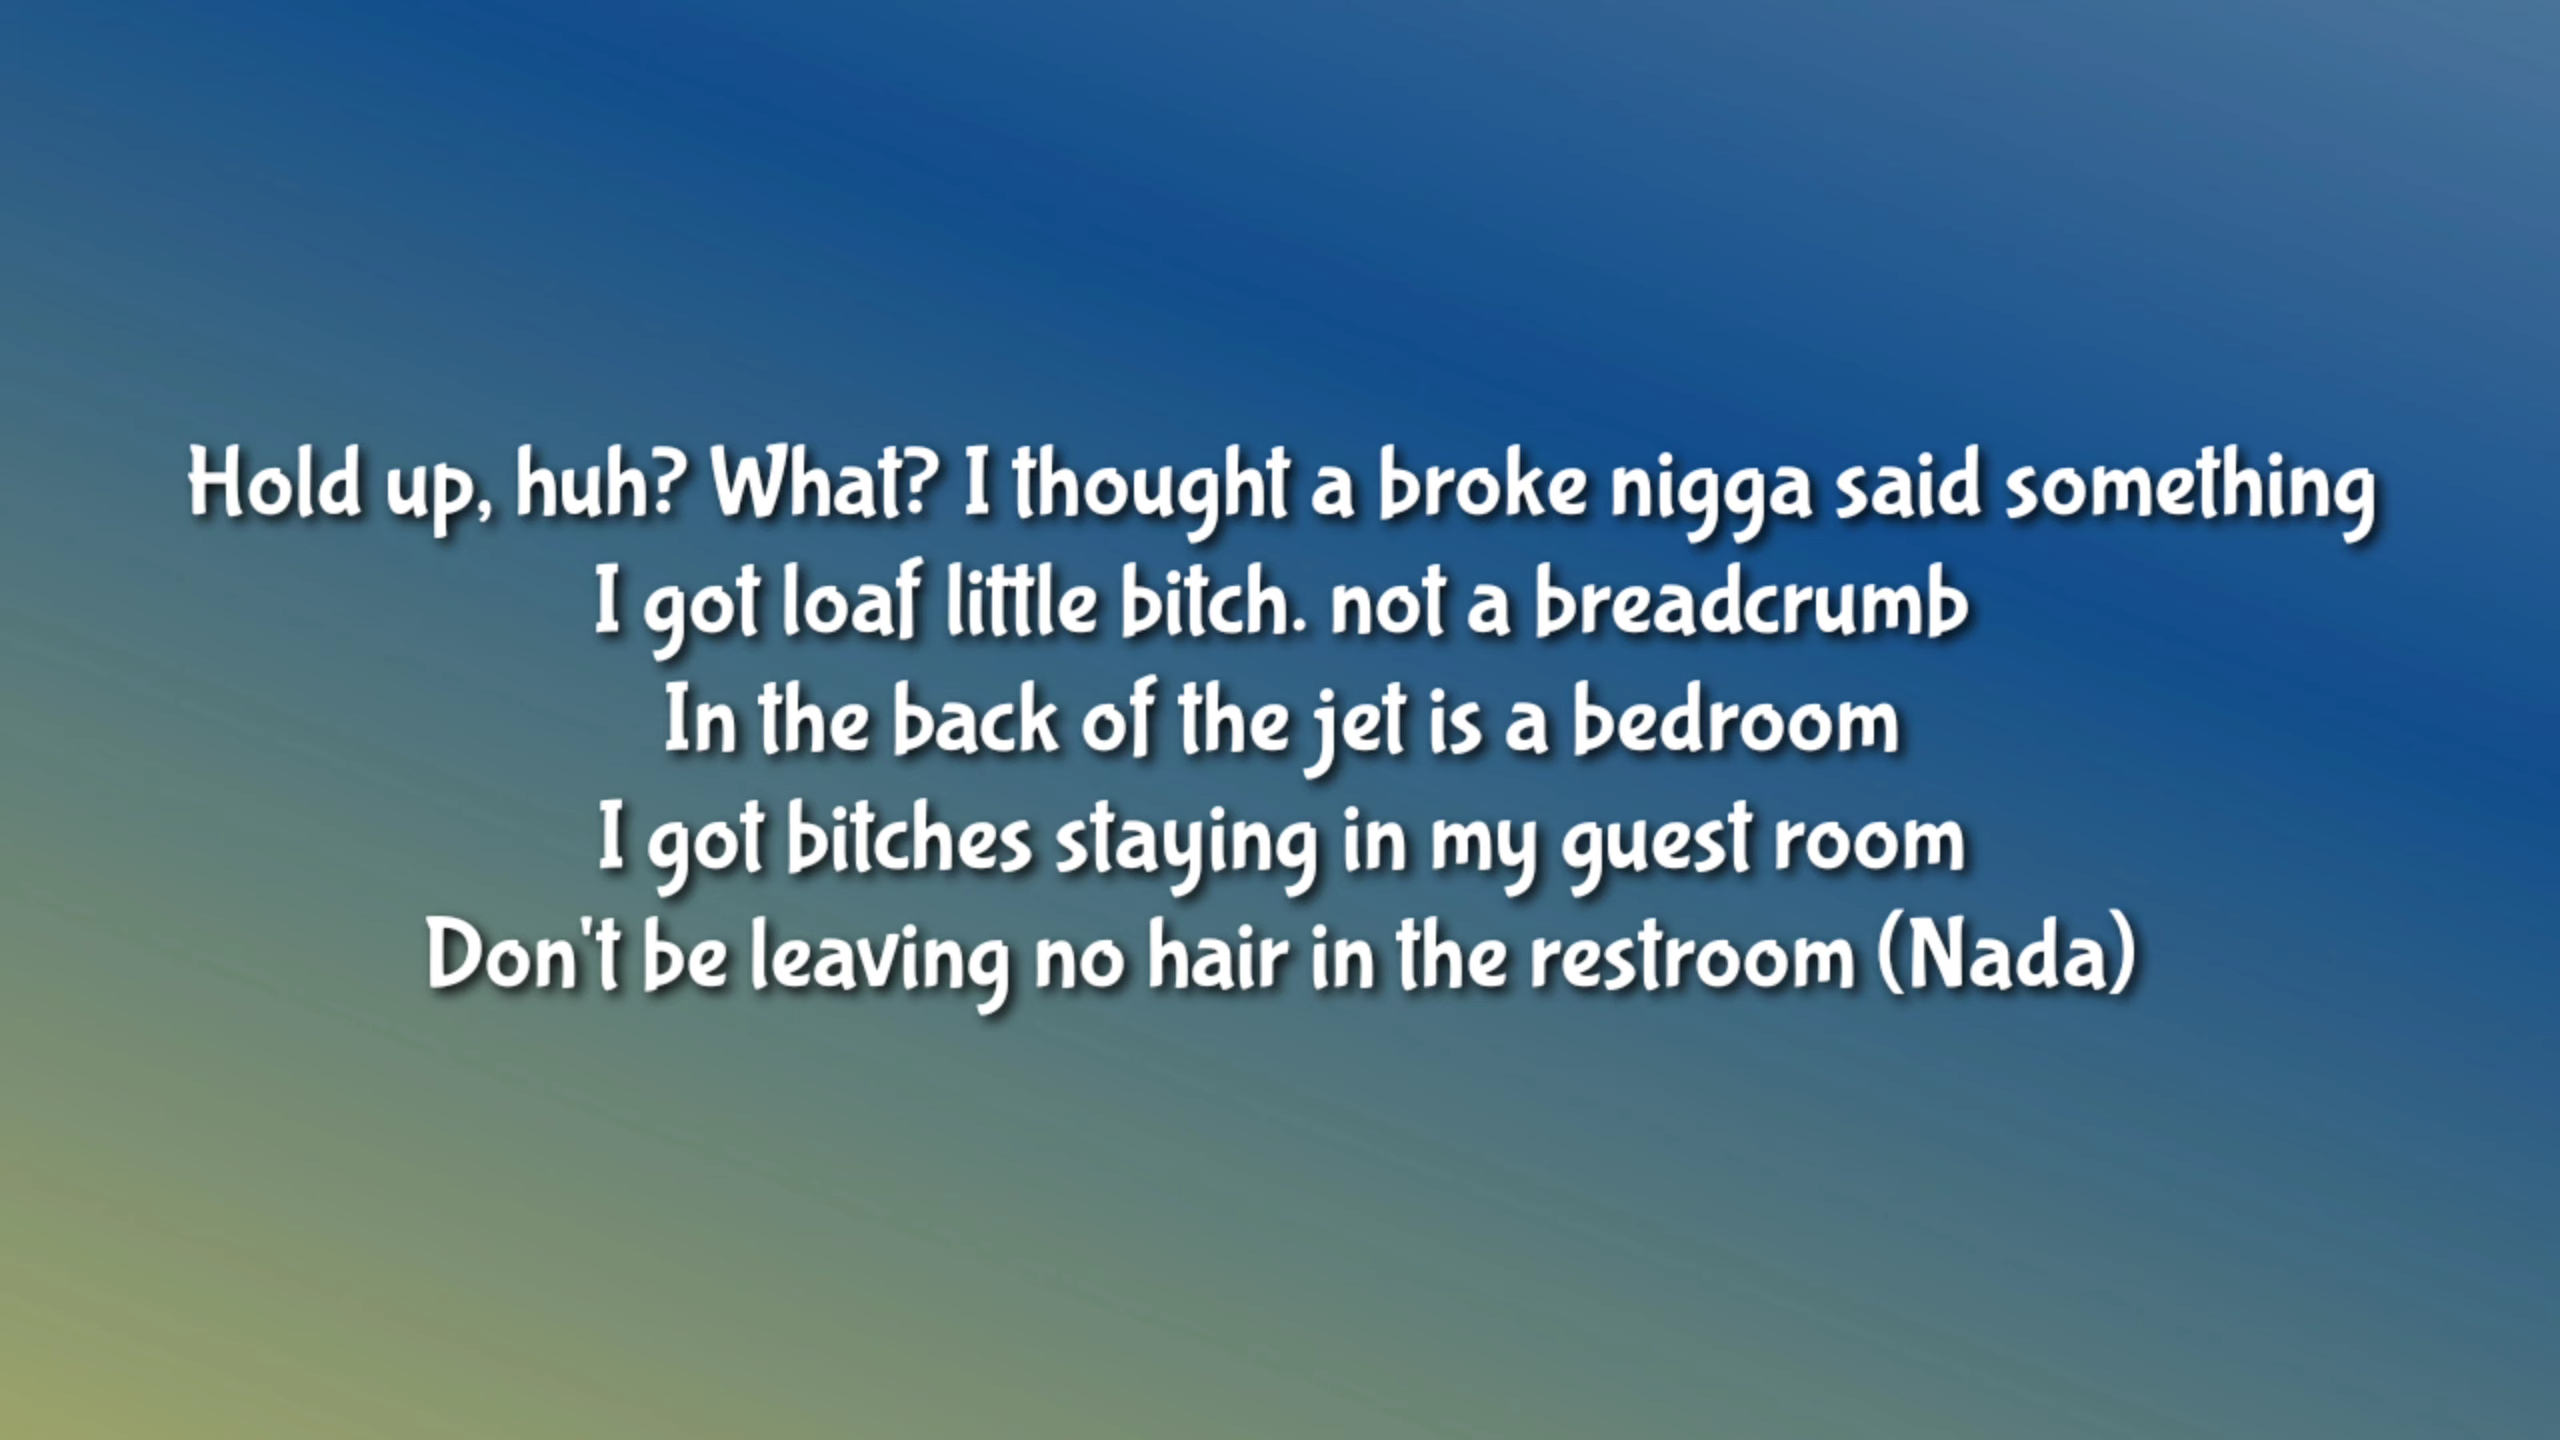 Hold up, huh? What? I thought a broke nigga said something
I got loaf little bitch. not a breadcrumb
In the back of the jet is a bedroom
I got bitches staying in my guest room
Don't be leaving no hair in the restroom (Nada)